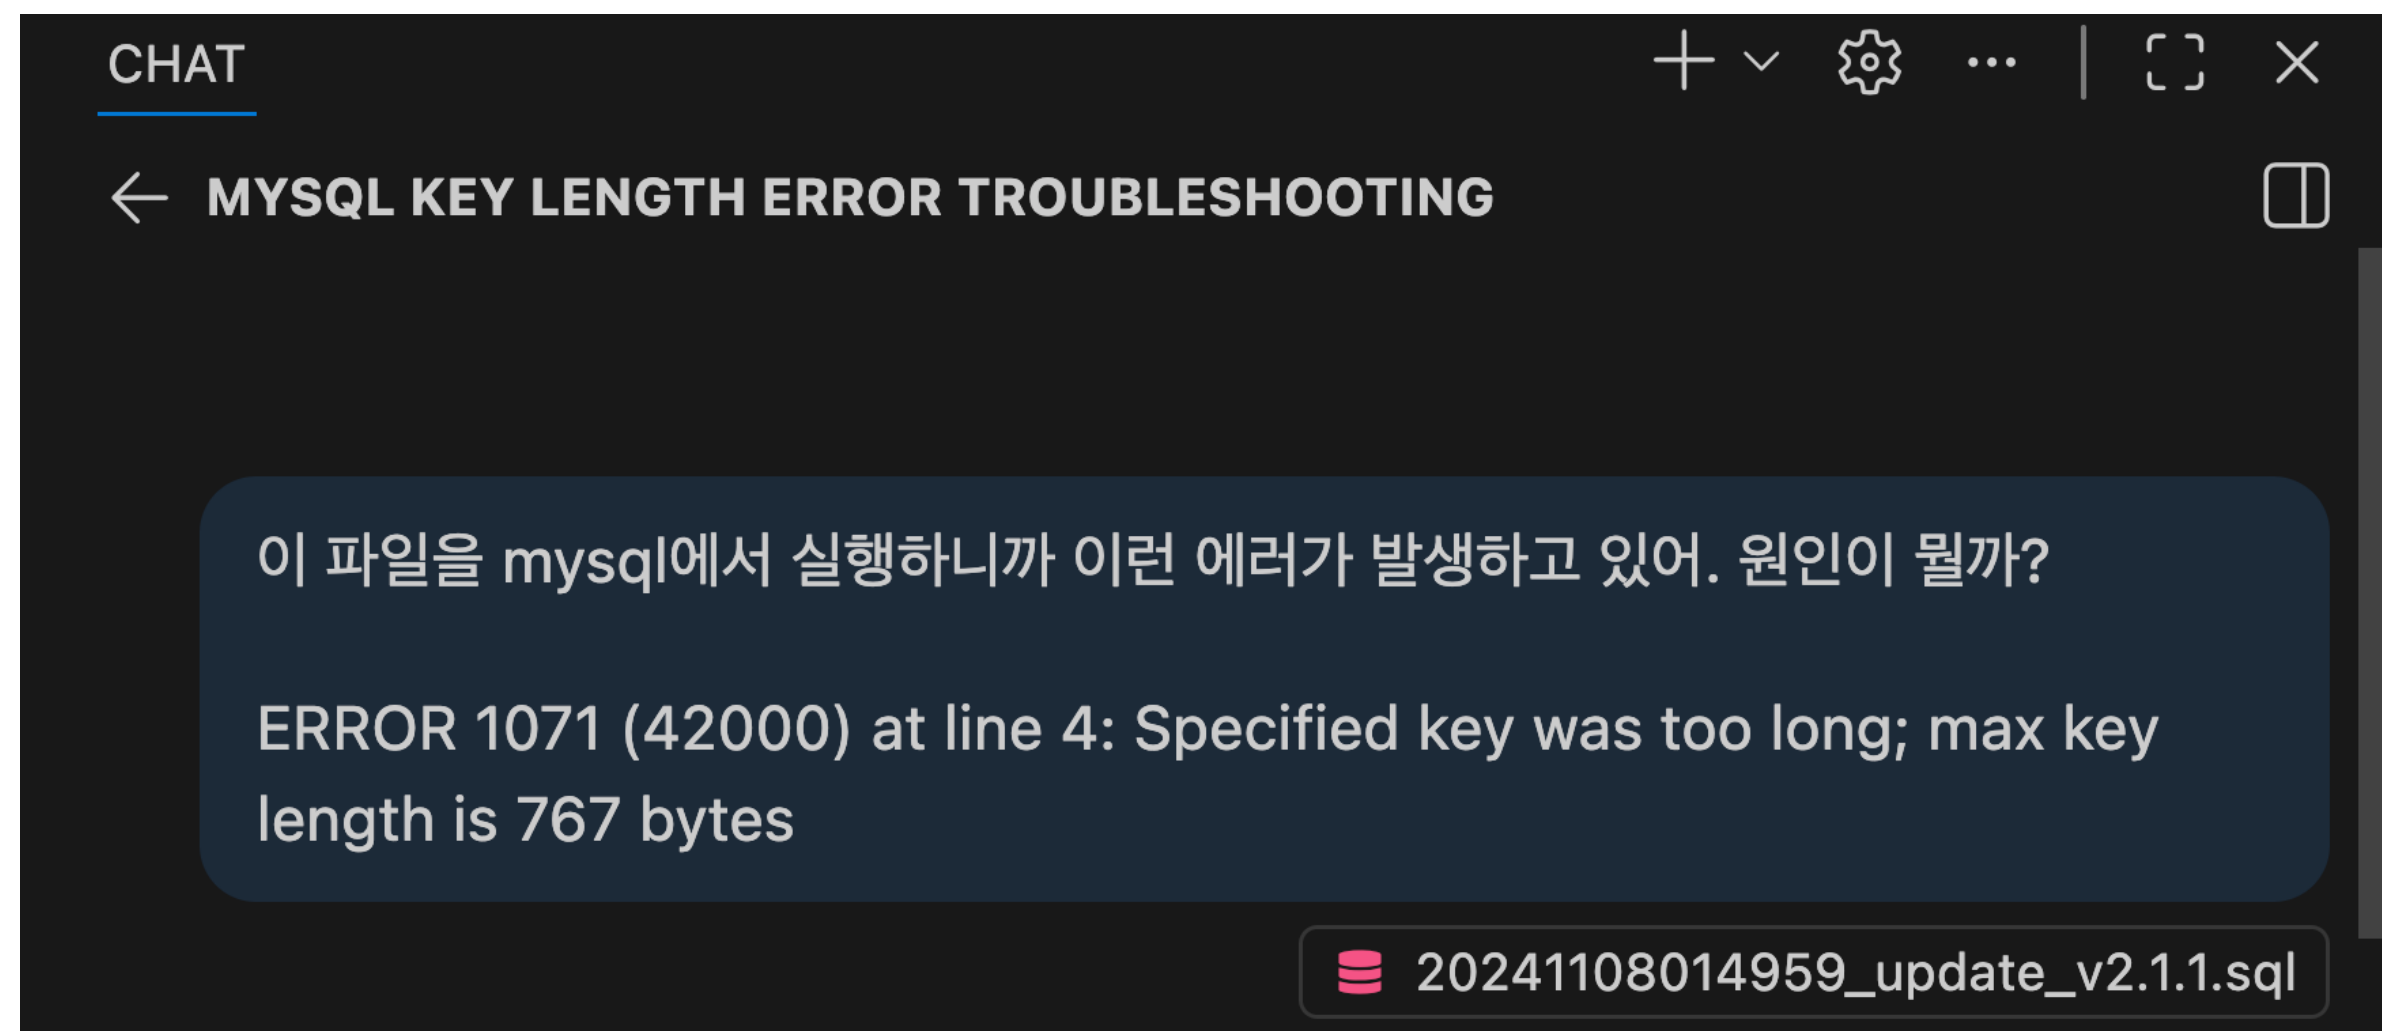 CHAT
MYSQL KEY LENGTH ERROR TROUBLESHOOTING
이 파일을 mysql에서 실행하니까 이런 에러가 발생하고 있어. 원인이 뭘까?
ERROR 1071 (42000) at line 4: Specified key was too long; max key
length is 767 bytes
20241108014959_update_v2.1.1.sql